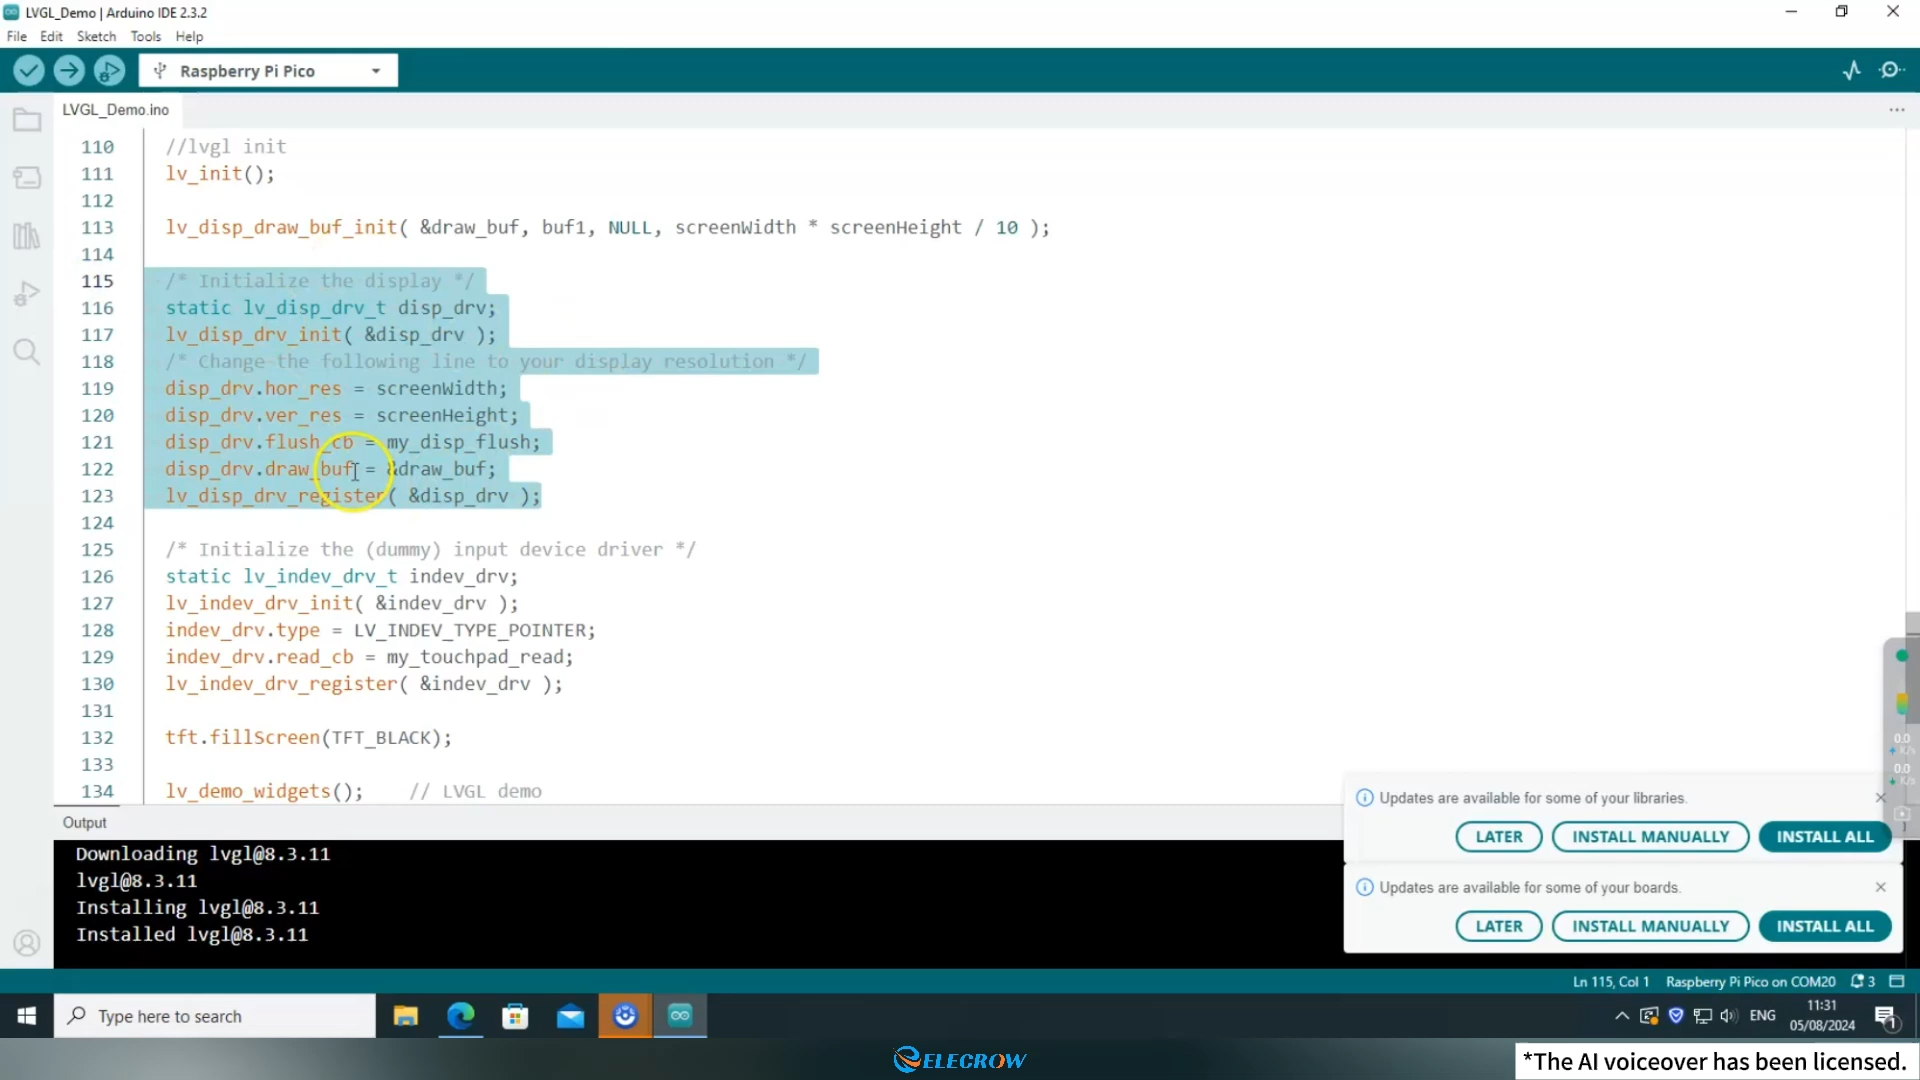 LVGL_Demo | Arduino IDE 2.3.2
File Edit Sketch Tools Help
Raspberry Pi Pico
LVGL_Demo.ino
110 //lvgl init
111 lv_init();
112
113 lv_disp_draw_buf_init( &draw_buf, buf1, NULL, screenWidth * screenHeight / 10 );
114
115 /* Initialize the display */
116 static lv_disp_drv_t disp_drv;
117 lv_disp_drv_init( &disp_drv );
118 /* Change the following line to your display resolution */
119 disp_drv.hor_res = screenWidth;
120 disp_drv.ver_res = screenHeight;
121 disp_drv.flush_cb = my_disp_flush;
122 disp_drv.draw_buf = &draw_buf;
123 lv_disp_drv_register( &disp_drv );
124
125 /* Initialize the (dummy) input device driver */
126 static lv_indev_drv_t indev_drv;
127 lv_indev_drv_init( &indev_drv );
128 indev_drv.type = LV_INDEV_TYPE_POINTER;
129 indev_drv.read_cb = my_touchpad_read;
130 lv_indev_drv_register( &indev_drv );
131
132 tft.fillScreen(TFT_BLACK);
133
134 lv_demo_widgets(); // LVGL demo
0.0
K/s
0.0
K/s
Output
Downloading lvgl@8.3.11
lvgl@8.3.11
Installing lvgl@8.3.11
Installed lvgl@8.3.11
Updates are available for some of your libraries.
LATER INSTALL MANUALLY INSTALL ALL
Updates are available for some of your boards.
LATER INSTALL MANUALLY INSTALL ALL
Ln 115, Col 1 Raspberry Pi Pico on COM20 3
Type here to search
ENG
11:31
05/08/2024
1
ELECROW
*The AI voiceover has been licensed.